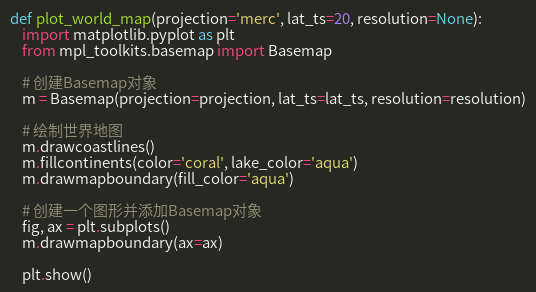 def plot_world_map(projection='merc', lat_ts=20, resolution=None):
    import matplotlib.pyplot as plt
    from mpl_toolkits.basemap import Basemap

    # 创建Basemap对象
    m = Basemap(projection=projection, lat_ts=lat_ts, resolution=resolution)

    # 绘制世界地图
    m.drawcoastlines()
    m.fillcontinents(color='coral', lake_color='aqua')
    m.drawmapboundary(fill_color='aqua')

    # 创建一个图形并添加Basemap对象
    fig, ax = plt.subplots()
    m.drawmapboundary(ax=ax)

    plt.show()